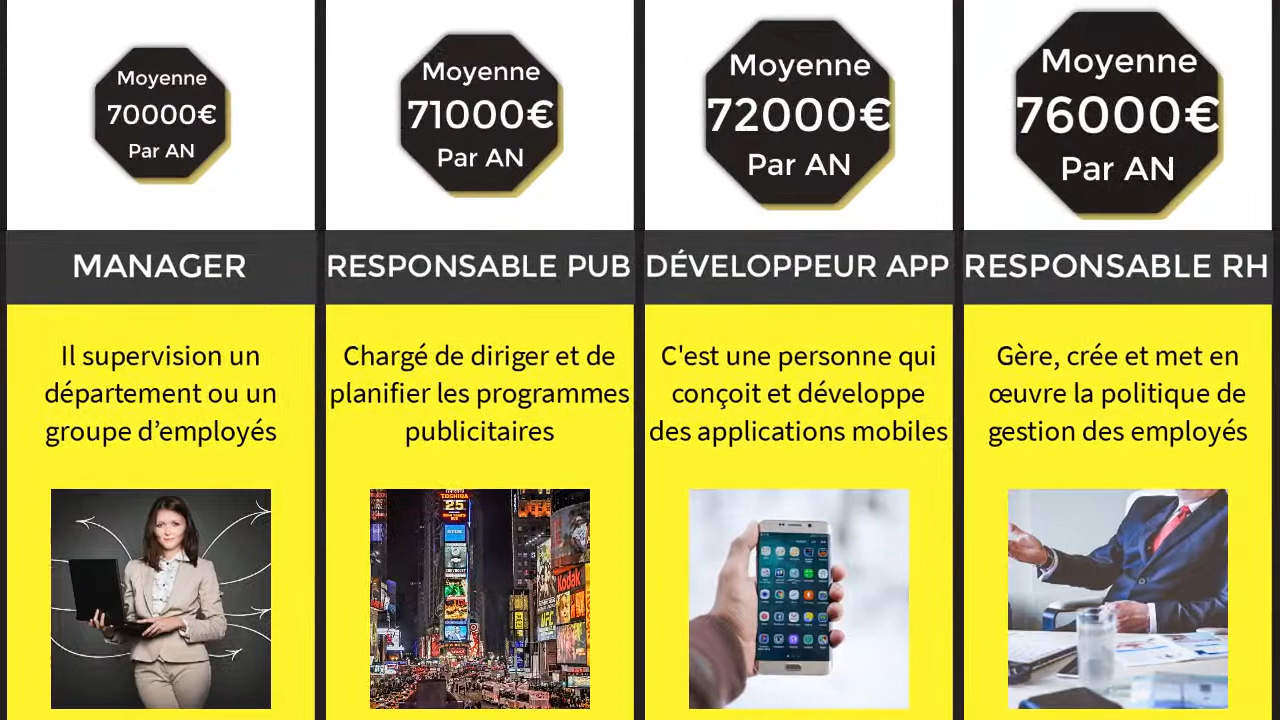 Moyenne
70000€
Par AN
MANAGER
Il supervision un
département ou un
groupe d’employés
Moyenne
71000€
Par AN
RESPONSABLE PUB
Chargé de diriger et de
planifier les programmes
publicitaires
TOSHIBA
25
Kodak
Moyenne
72000€
Par AN
DÉVELOPPEUR APP
C'est une personne qui
conçoit et développe
des applications mobiles
Moyenne
76000€
Par AN
RESPONSABLE RH
Gère, crée et met en
œuvre la politique de
gestion des employés